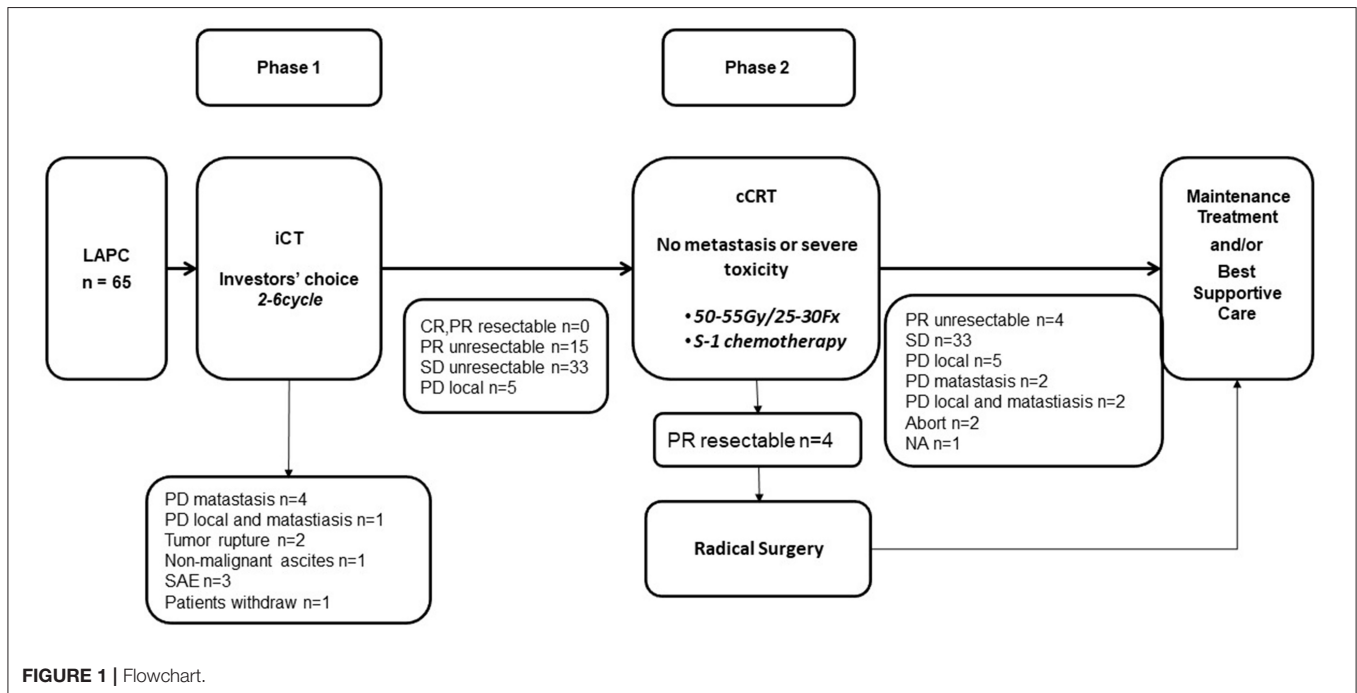 Phase 1
Phase 2
LAPC
n = 65
iCT
Investors’ choice
2-6cycle
CR,PR resectable n=0
PR unresectable n=15
SD unresectable n=33
PD local n=5
PD matastasis n=4
PD local and matastiasis n=1
Tumor rupture n=2
Non-malignant ascites n=1
SAE n=3
Patients withdraw n=1
cCRT
No metastasis or severe
toxicity
• 50-55Gy/25-30Fx
• S-1 chemotherapy
PR resectable n=4
Radical Surgery
PR unresectable n=4
SD n=33
PD local n=5
PD matastasis n=2
PD local and matastiasis n=2
Abort n=2
NA n=1
Maintenance
Treatment
and/or
Best
Supportive
Care
FIGURE 1 | Flowchart.